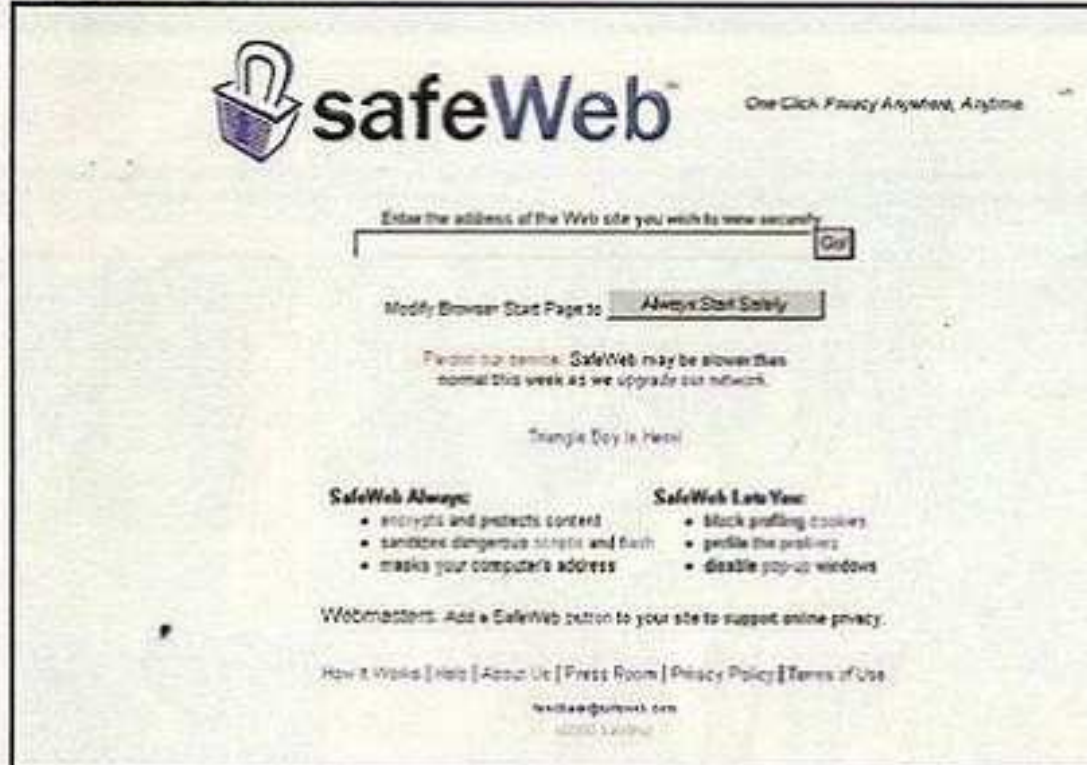 safeWeb™
One Click Privacy Anywhere, Anytime
Enter the address of the Web site you wish to view securely
Go!
Modify Browser Start Page to Always Start Safely
our service. SafeWeb may be slower than
normal this week as we upgrade our network.
Triangle Boy is Here!
SafeWeb Always:
• encrypts and protects content
• sanitizes dangerous scripts and flash
• masks your computer's address
SafeWeb Lets You:
• block profiling cookies
• profile the profilers
• disable pop-up windows
Webmasters: Add a SafeWeb button to your site to support online privacy.
How it Works | Help | About Us | Press Room | Privacy Policy | Terms of Use